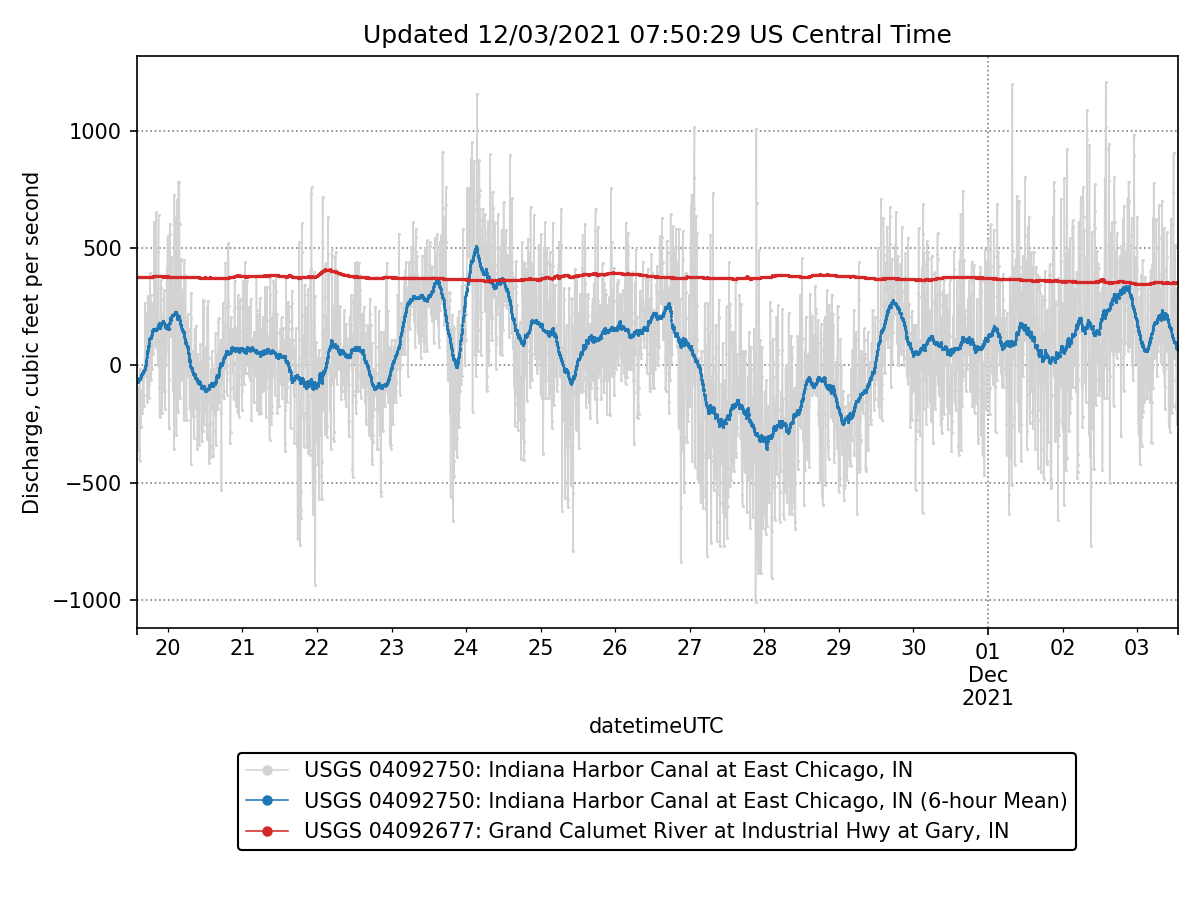 Updated 12/03/2021 07:50:29 US Central Time
Discharge, cubic feet per second
1000
500
0
−500
−1000
20 21 22 23 24 25 26 27 28 29 30 01 02 03
Dec
2021
datetimeUTC
USGS 04092750: Indiana Harbor Canal at East Chicago, IN
USGS 04092750: Indiana Harbor Canal at East Chicago, IN (6-hour Mean)
USGS 04092677: Grand Calumet River at Industrial Hwy at Gary, IN